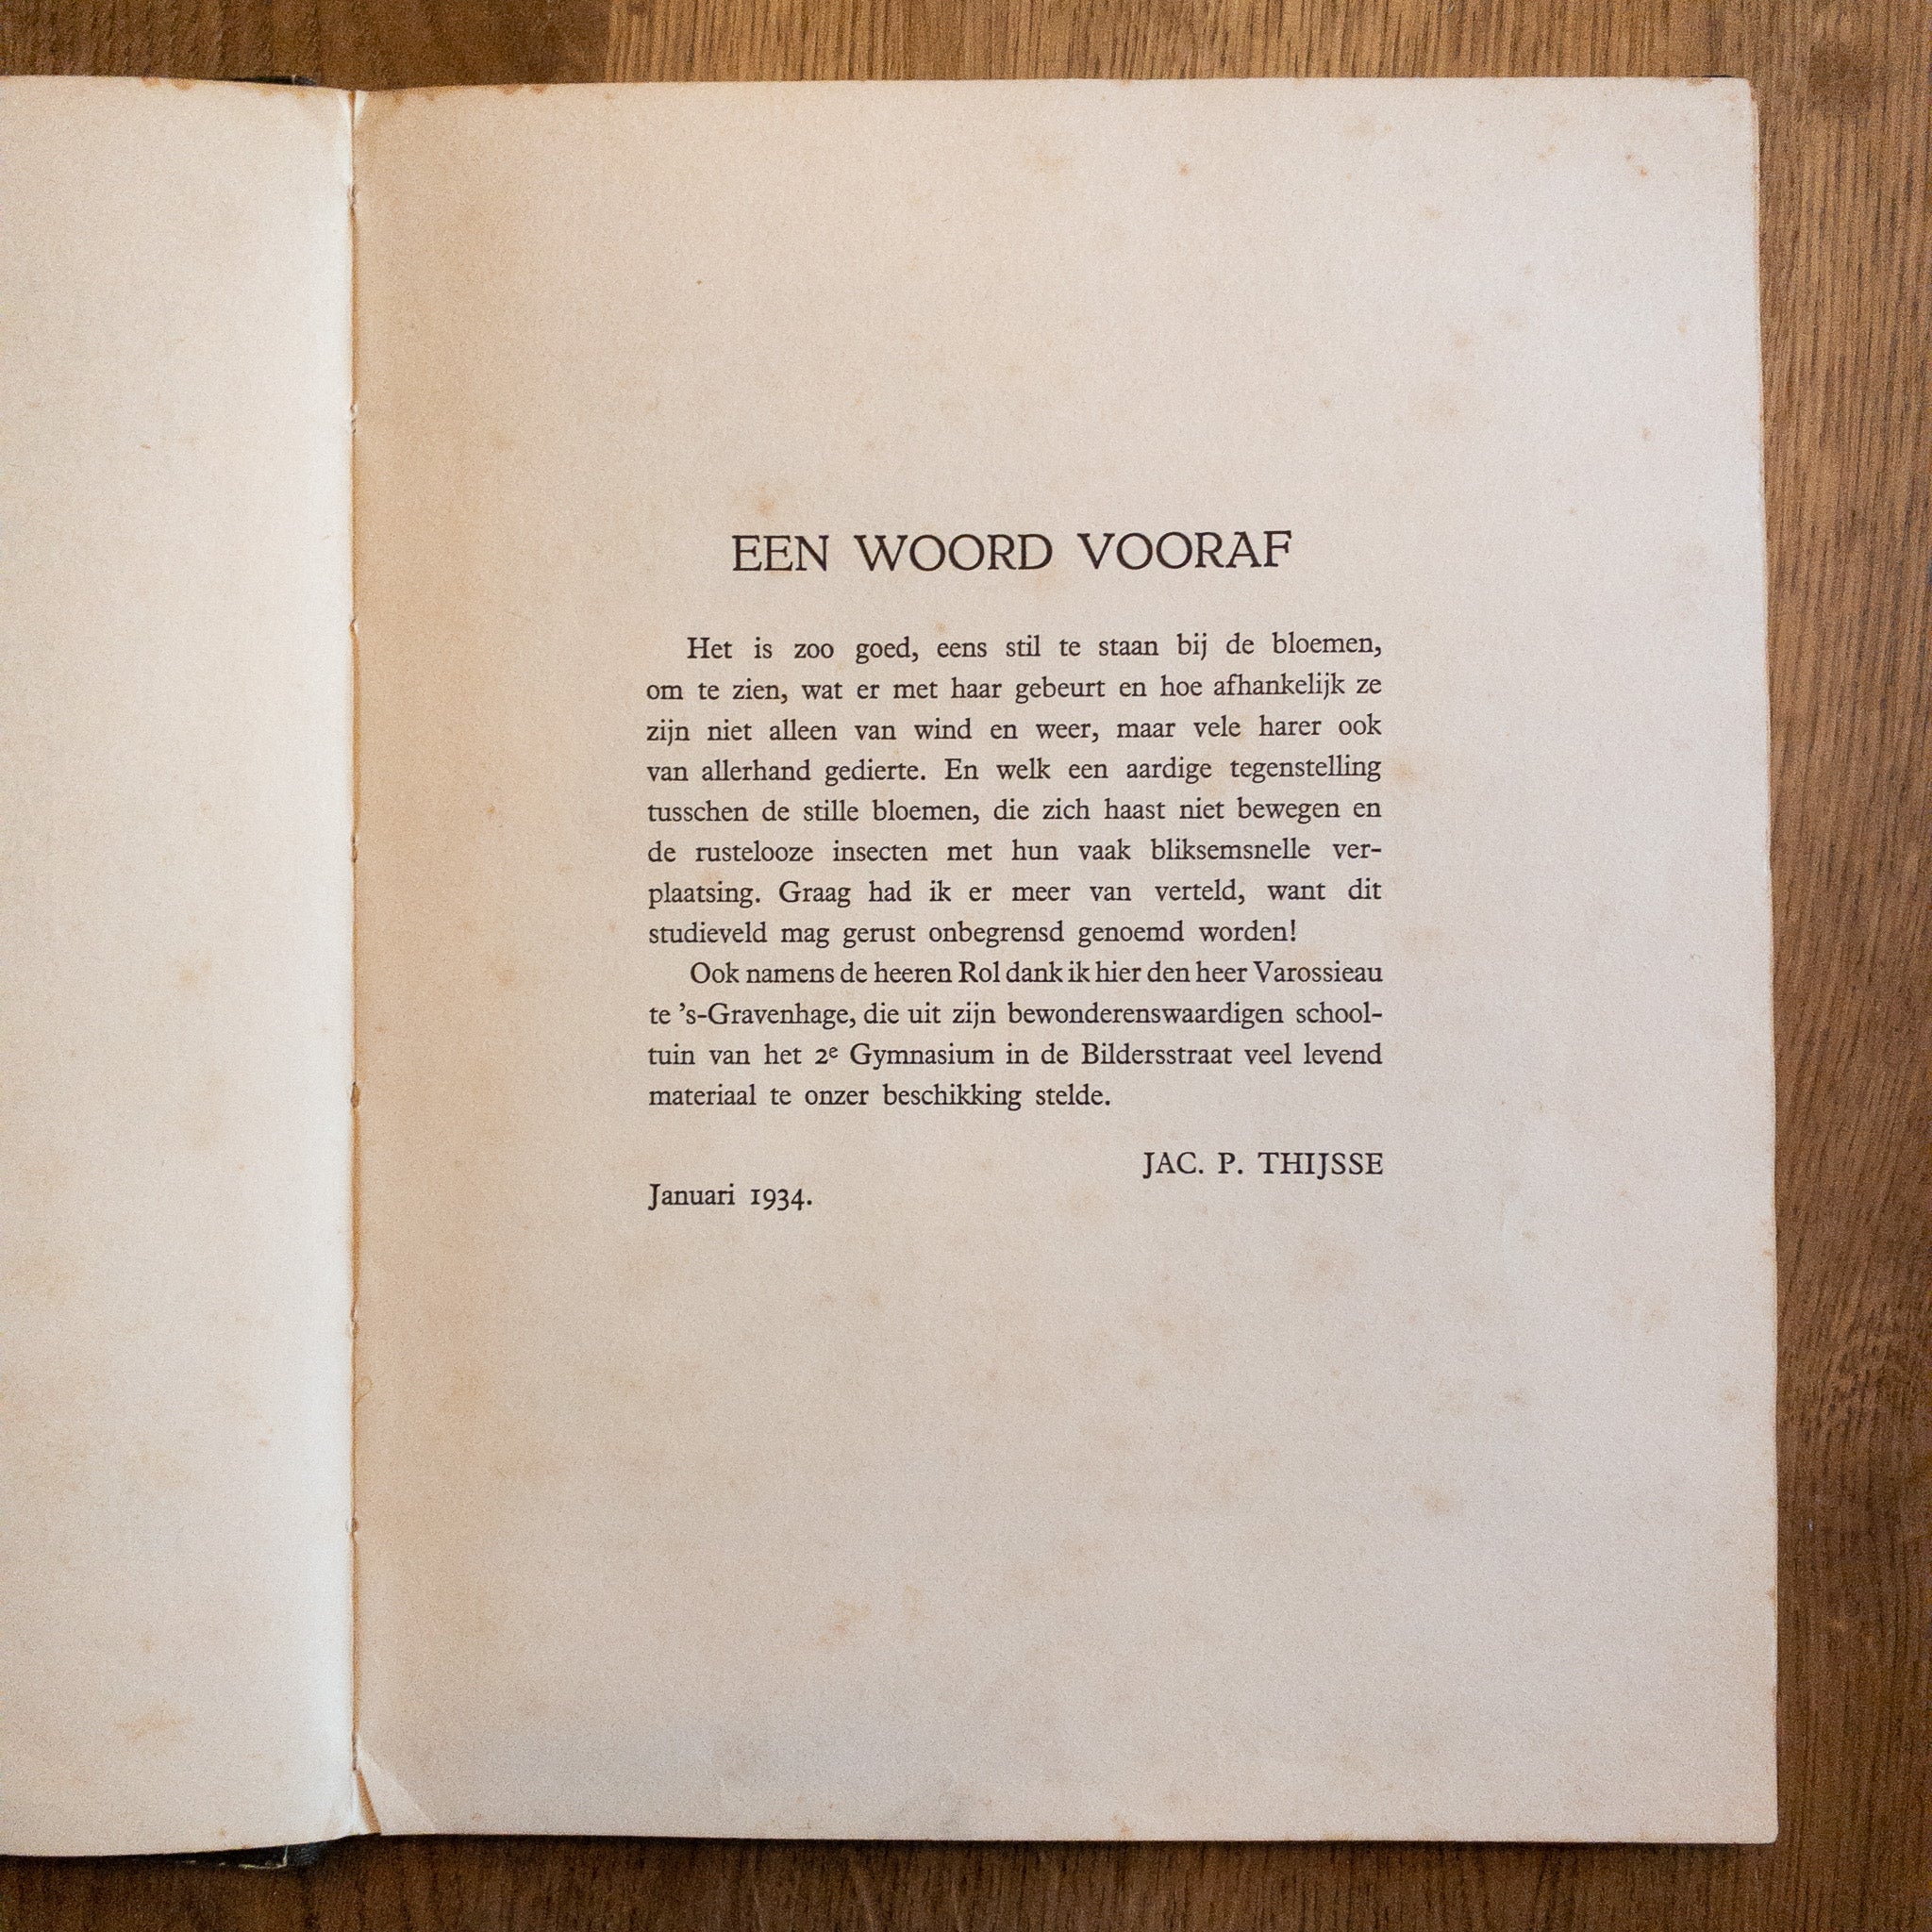 EEN WOORD VOORAF
Het is zoo goed, eens stil te staan bij de bloemen,
om te zien, wat er met haar gebeurt en hoe afhankelijk ze
zijn niet alleen van wind en weer, maar vele harer ook
van allerhand gedierte. En welk een aardige tegenstelling
tusschen de stille bloemen, die zich haast niet bewegen en
de rustelooze insecten met hun vaak bliksemsnelle ver-
plaatsing. Graag had ik er meer van verteld, want dit
studieveld mag gerust onbegrensd genoemd worden!
Ook namens de heeren Rol dank ik hier den heer Varossieau
te 's-Gravenhage, die uit zijn bewonderenswaardigen school-
tuin van het 2e Gymnasium in de Bildersstraat veel levend
materiaal te onzer beschikking stelde.
JAC. P. THIJSSE
Januari 1934.